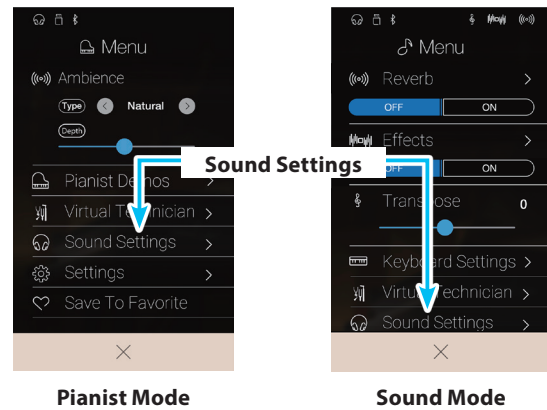 Menu
Ambience
Type
Natural
Depth
Pianist Demos
Virtual Technician
Sound Settings
Settings
Save To Favorite
Pianist Mode
Sound Settings
Menu
Reverb
OFF ON
Effects
OFF ON
Transpose 0
Keyboard Settings
Virtual Technician
Sound Settings
Sound Mode